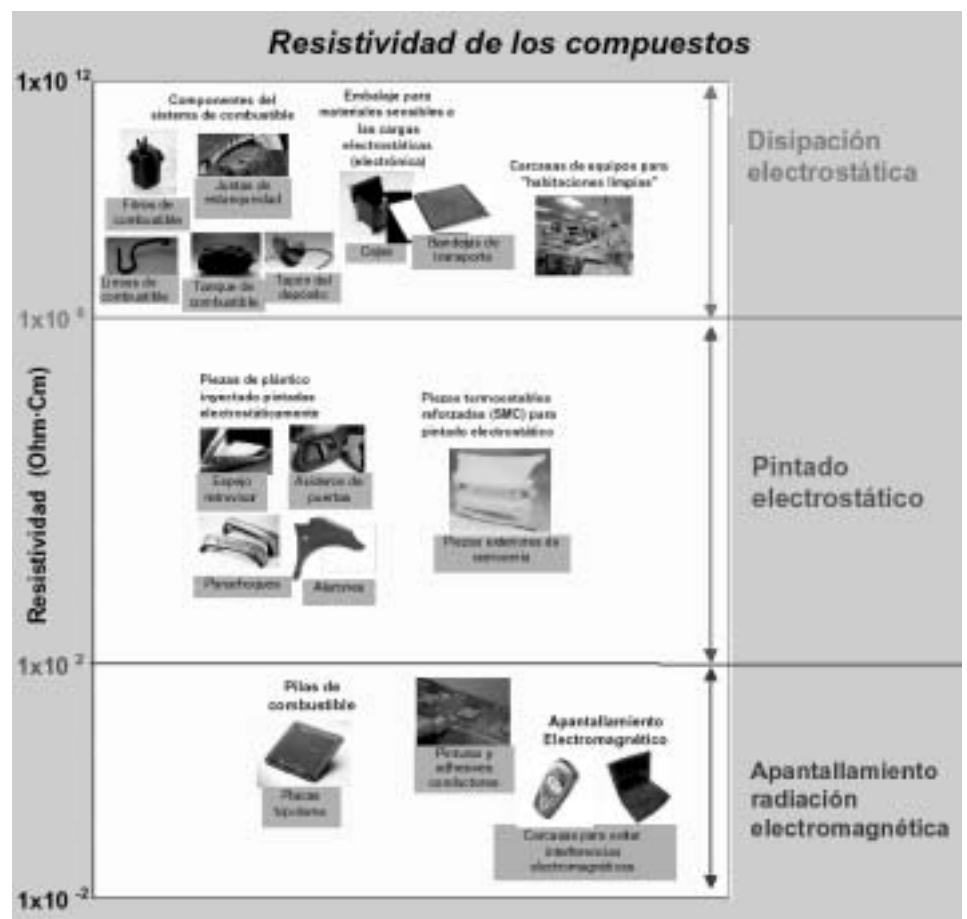 Resistividad de los compuestos
1x10 12
Componentes del
sistema de combustible
Embalaje para
materiales sensibles a
las cargas
electrostáticas
(electrónica)
Carcasas de equipos para
"habitaciones limpias"
Disipación
electrostática
Filtros de
combustible
Juntas de
estanqueidad
Cajas
Bandejas de
transporte
Líneas de
combustible
Tanque de
combustible
Tapón del
depósito
1x10
Resistividad (Ohm·Cm)
Piezas de plástico
inyectado pintadas
electrostáticamente
Piezas termoestables
reforzadas (SMC) para
pintado electrostático
Pintado
electrostático
Espejo
retrovisor
Asideros de
puertas
Piezas exteriores de
carrocería
Parachoques
Aletines
1x10 2
Pilas de
combustible
Placas
bipolares
Pinturas y
adhesivos
conductores
Apantallamiento
Electromagnético
Carcasas para evitar
interferencias
electromagnéticas
Apantallamiento
radiación
electromagnética
1x10 -2